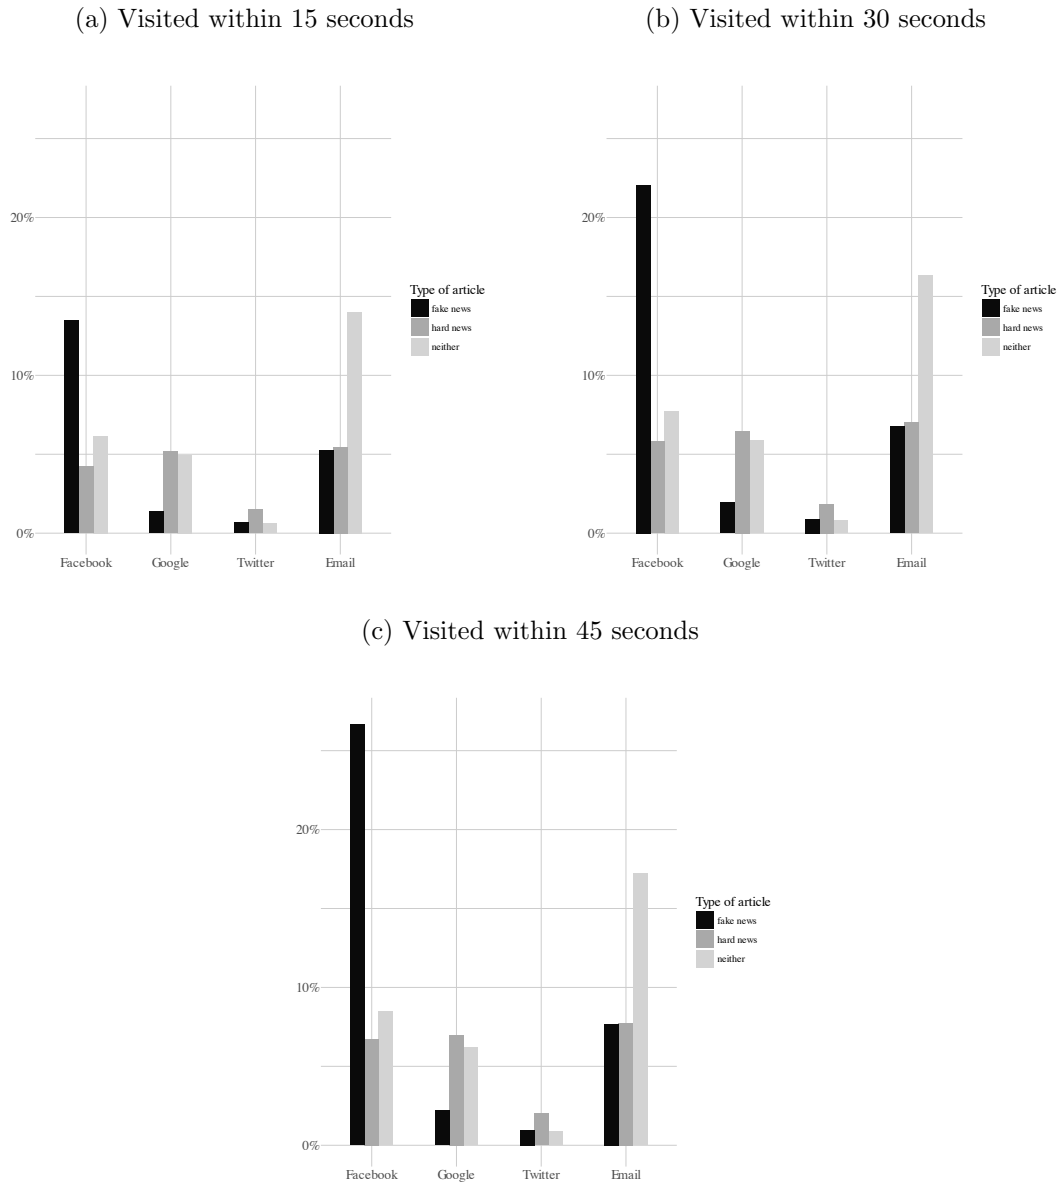 (a) Visited within 15 seconds
20%
10%
0%
Facebook Google Twitter Email
Type of article
fake news
hard news
neither
(b) Visited within 30 seconds
20%
10%
0%
Facebook Google Twitter Email
Type of article
fake news
hard news
neither
(c) Visited within 45 seconds
20%
10%
0%
Facebook Google Twitter Email
Type of article
fake news
hard news
neither